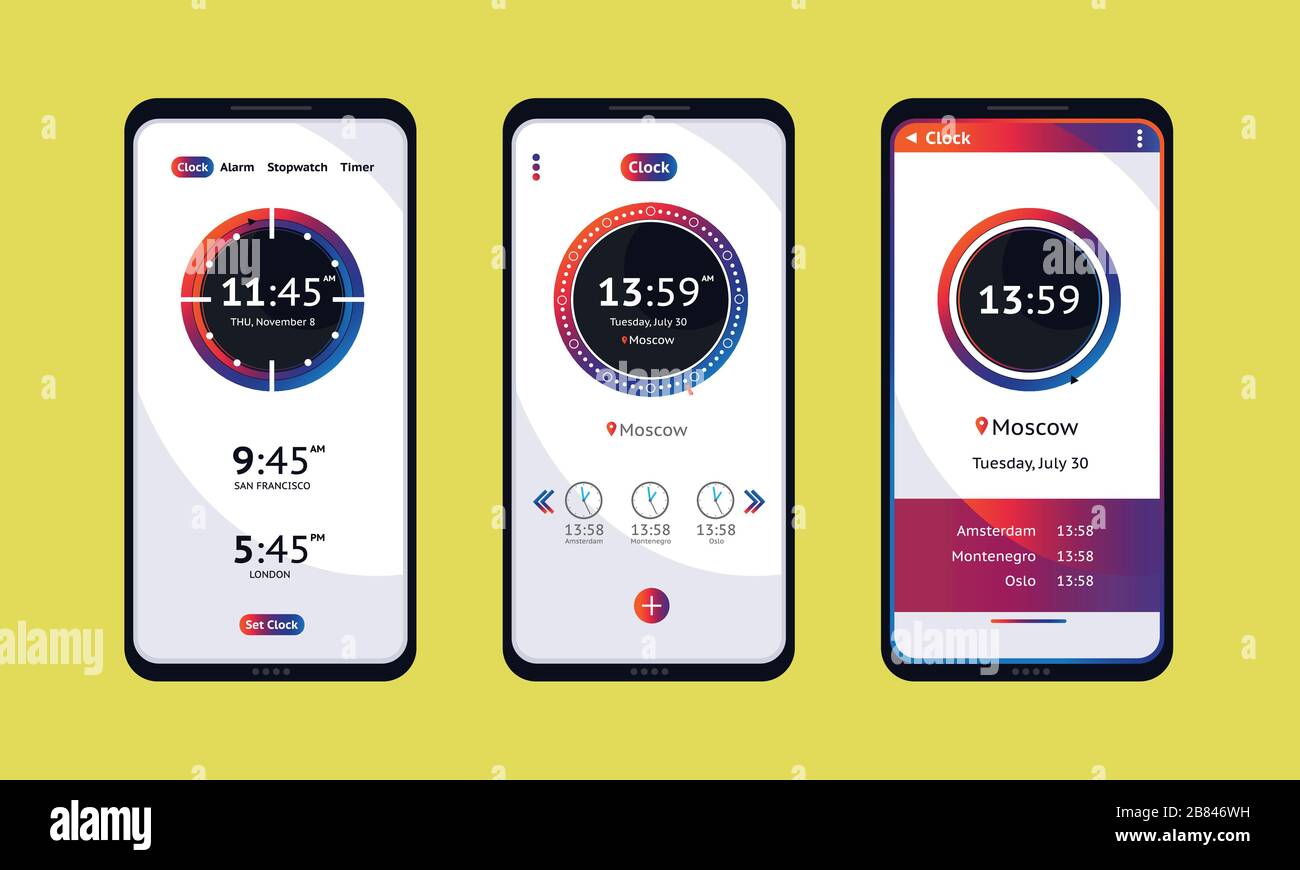 Clock Alarm Stopwatch Timer
11:45 AM
THU, November 8
9:45 AM
SAN FRANCISCO
5:45 PM
LONDON
Set Clock
Clock
13:59 AM
Tuesday, July 30
Moscow
Moscow
13:58 13:58 13:58
Amsterdam Montenegro Oslo
Clock
13:59
Moscow
Tuesday, July 30
Amsterdam 13:58
Montenegro 13:58
Oslo 13:58
a a a a
a a
a a
alamy
alamy
a a
a a a a
alamy
Image ID: 2B846WH
www.alamy.com